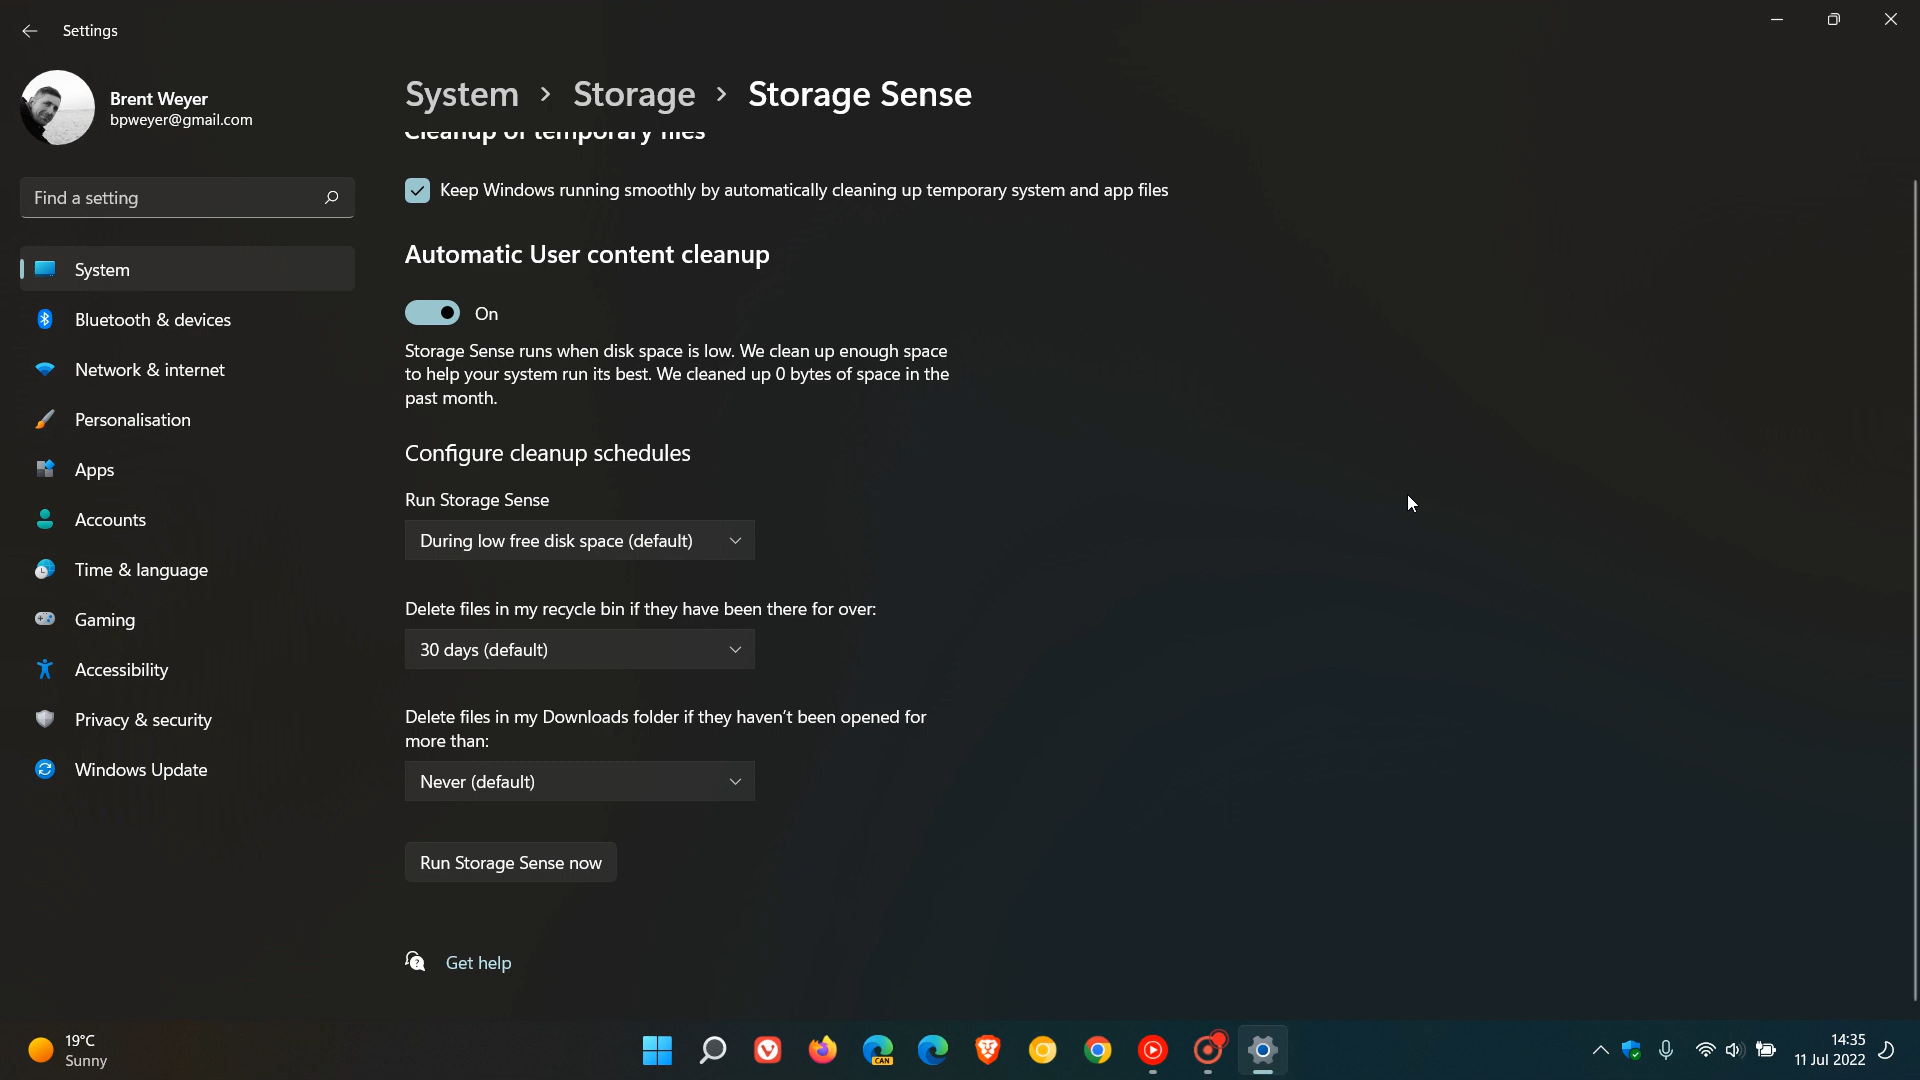 Settings
Brent Weyer
bpweyer@gmail.com
Find a setting
System
Bluetooth & devices
Network & internet
Personalisation
Apps
Accounts
Time & language
Gaming
Accessibility
Privacy & security
Windows Update
System > Storage > Storage Sense
Cleanup of temporary files
Keep Windows running smoothly by automatically cleaning up temporary system and app files
Automatic User content cleanup
On
Storage Sense runs when disk space is low. We clean up enough space
to help your system run its best. We cleaned up 0 bytes of space in the
past month.
Configure cleanup schedules
Run Storage Sense
During low free disk space (default)
Delete files in my recycle bin if they have been there for over:
30 days (default)
Delete files in my Downloads folder if they haven't been opened for
more than:
Never (default)
Run Storage Sense now
Get help
19°C
Sunny
CAN
14:35
11 Jul 2022